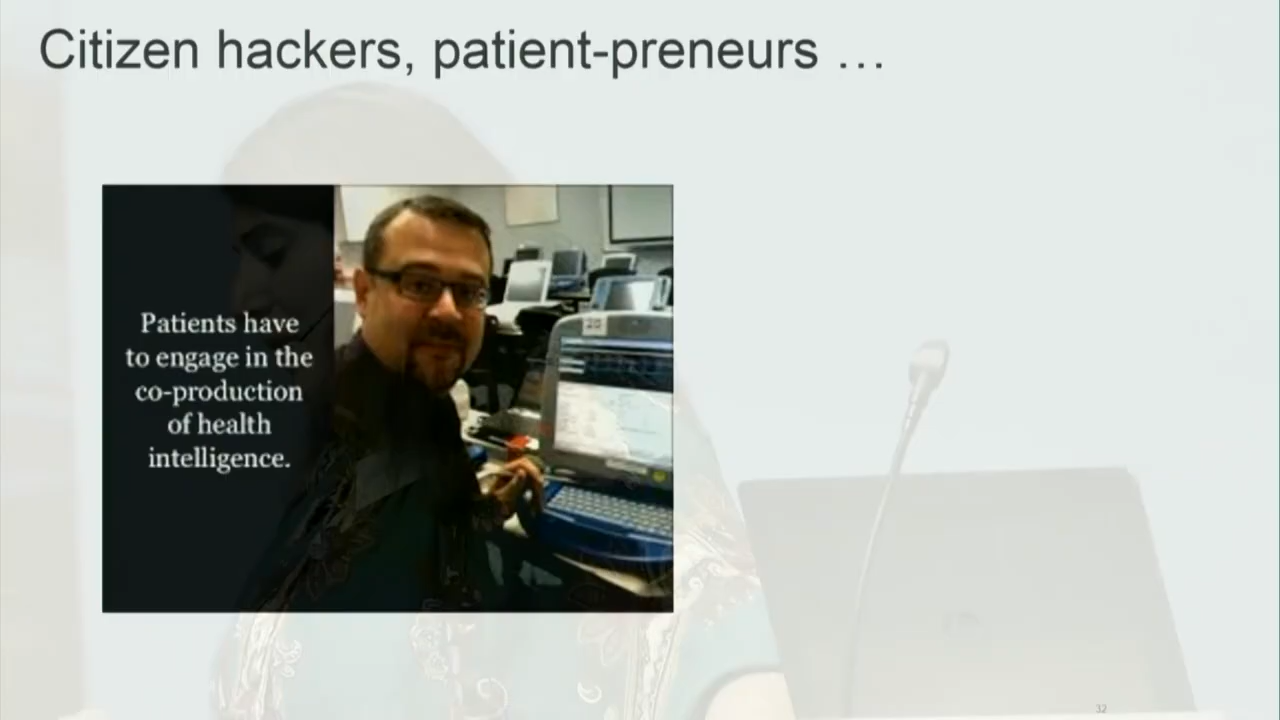 Citizen hackers, patient-preneurs …
Patients have
to engage in the
co-production
of health
intelligence.
32